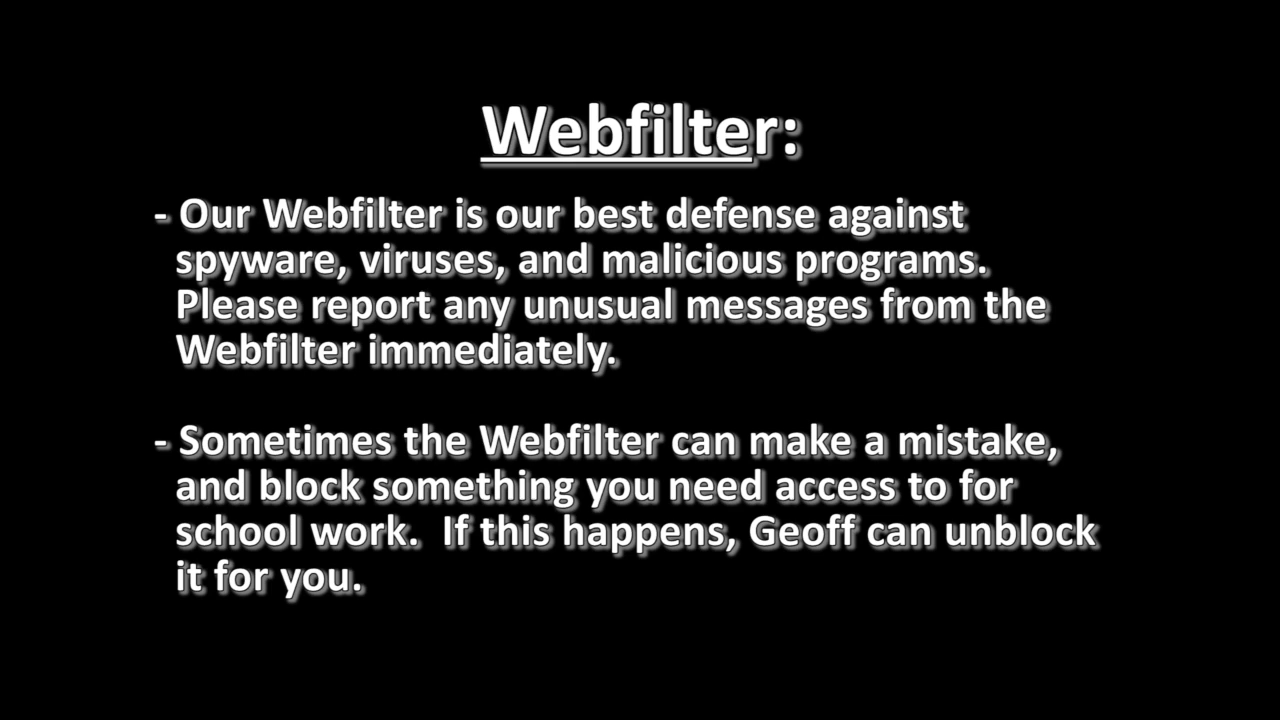 Webfilter:
- Our Webfilter is our best defense against
spyware, viruses, and malicious programs.
Please report any unusual messages from the
Webfilter immediately.
- Sometimes the Webfilter can make a mistake,
and block something you need access to for
school work.  If this happens, Geoff can unblock
it for you.